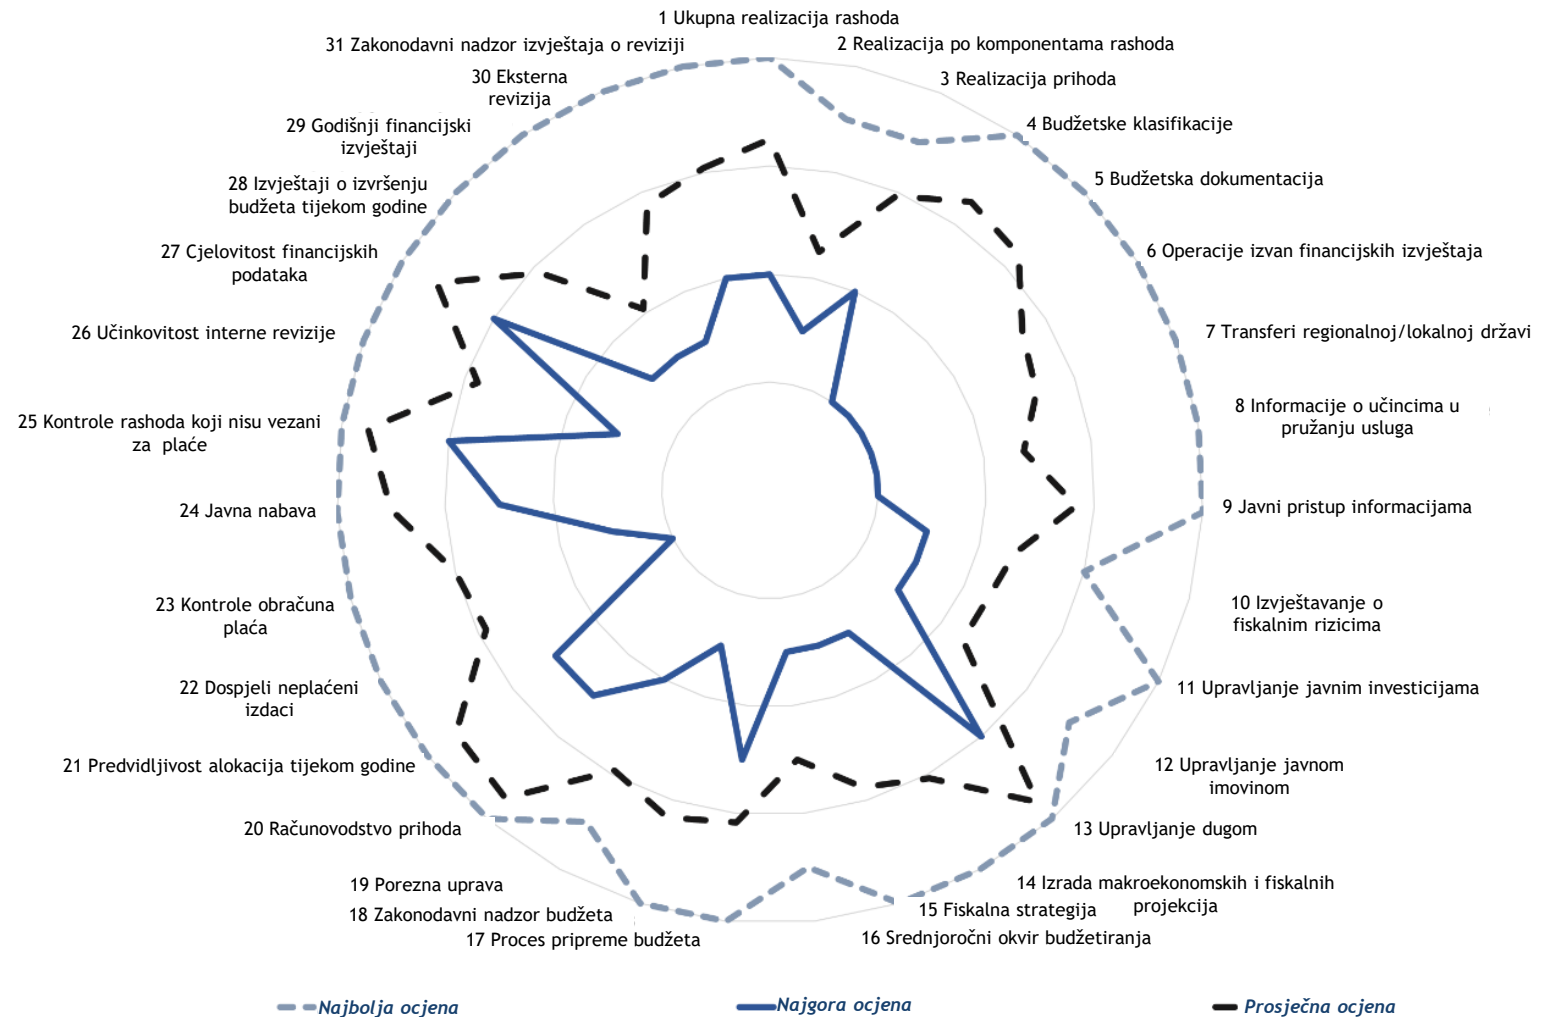 1 Ukupna realizacija rashoda
2 Realizacija po komponentama rashoda
3 Realizacija prihoda
4 Budžetske klasifikacije
5 Budžetska dokumentacija
6 Operacije izvan financijskih izvještaja
7 Transferi regionalnoj/lokalnoj državi
8 Informacije o učincima u
pružanju usluga
9 Javni pristup informacijama
10 Izvještavanje o
fiskalnim rizicima
11 Upravljanje javnim investicijama
12 Upravljanje javnom
imovinom
13 Upravljanje dugom
14 Izrada makroekonomskih i fiskalnih
projekcija
15 Fiskalna strategija
16 Srednjoročni okvir budžetiranja
17 Proces pripreme budžeta
18 Zakonodavni nadzor budžeta
19 Porezna uprava
20 Računovodstvo prihoda
21 Predvidljivost alokacija tijekom godine
22 Dospjeli neplaćeni
izdaci
23 Kontrole obračuna
plaća
24 Javna nabava
25 Kontrole rashoda koji nisu vezani
za plaće
26 Učinkovitost interne revizije
27 Cjelovitost financijskih
podataka
28 Izvještaji o izvršenju
budžeta tijekom godine
29 Godišnji financijski
izvještaji
30 Eksterna
revizija
31 Zakonodavni nadzor izvještaja o reviziji
Najbolja ocjena
Najgora ocjena
Prosječna ocjena